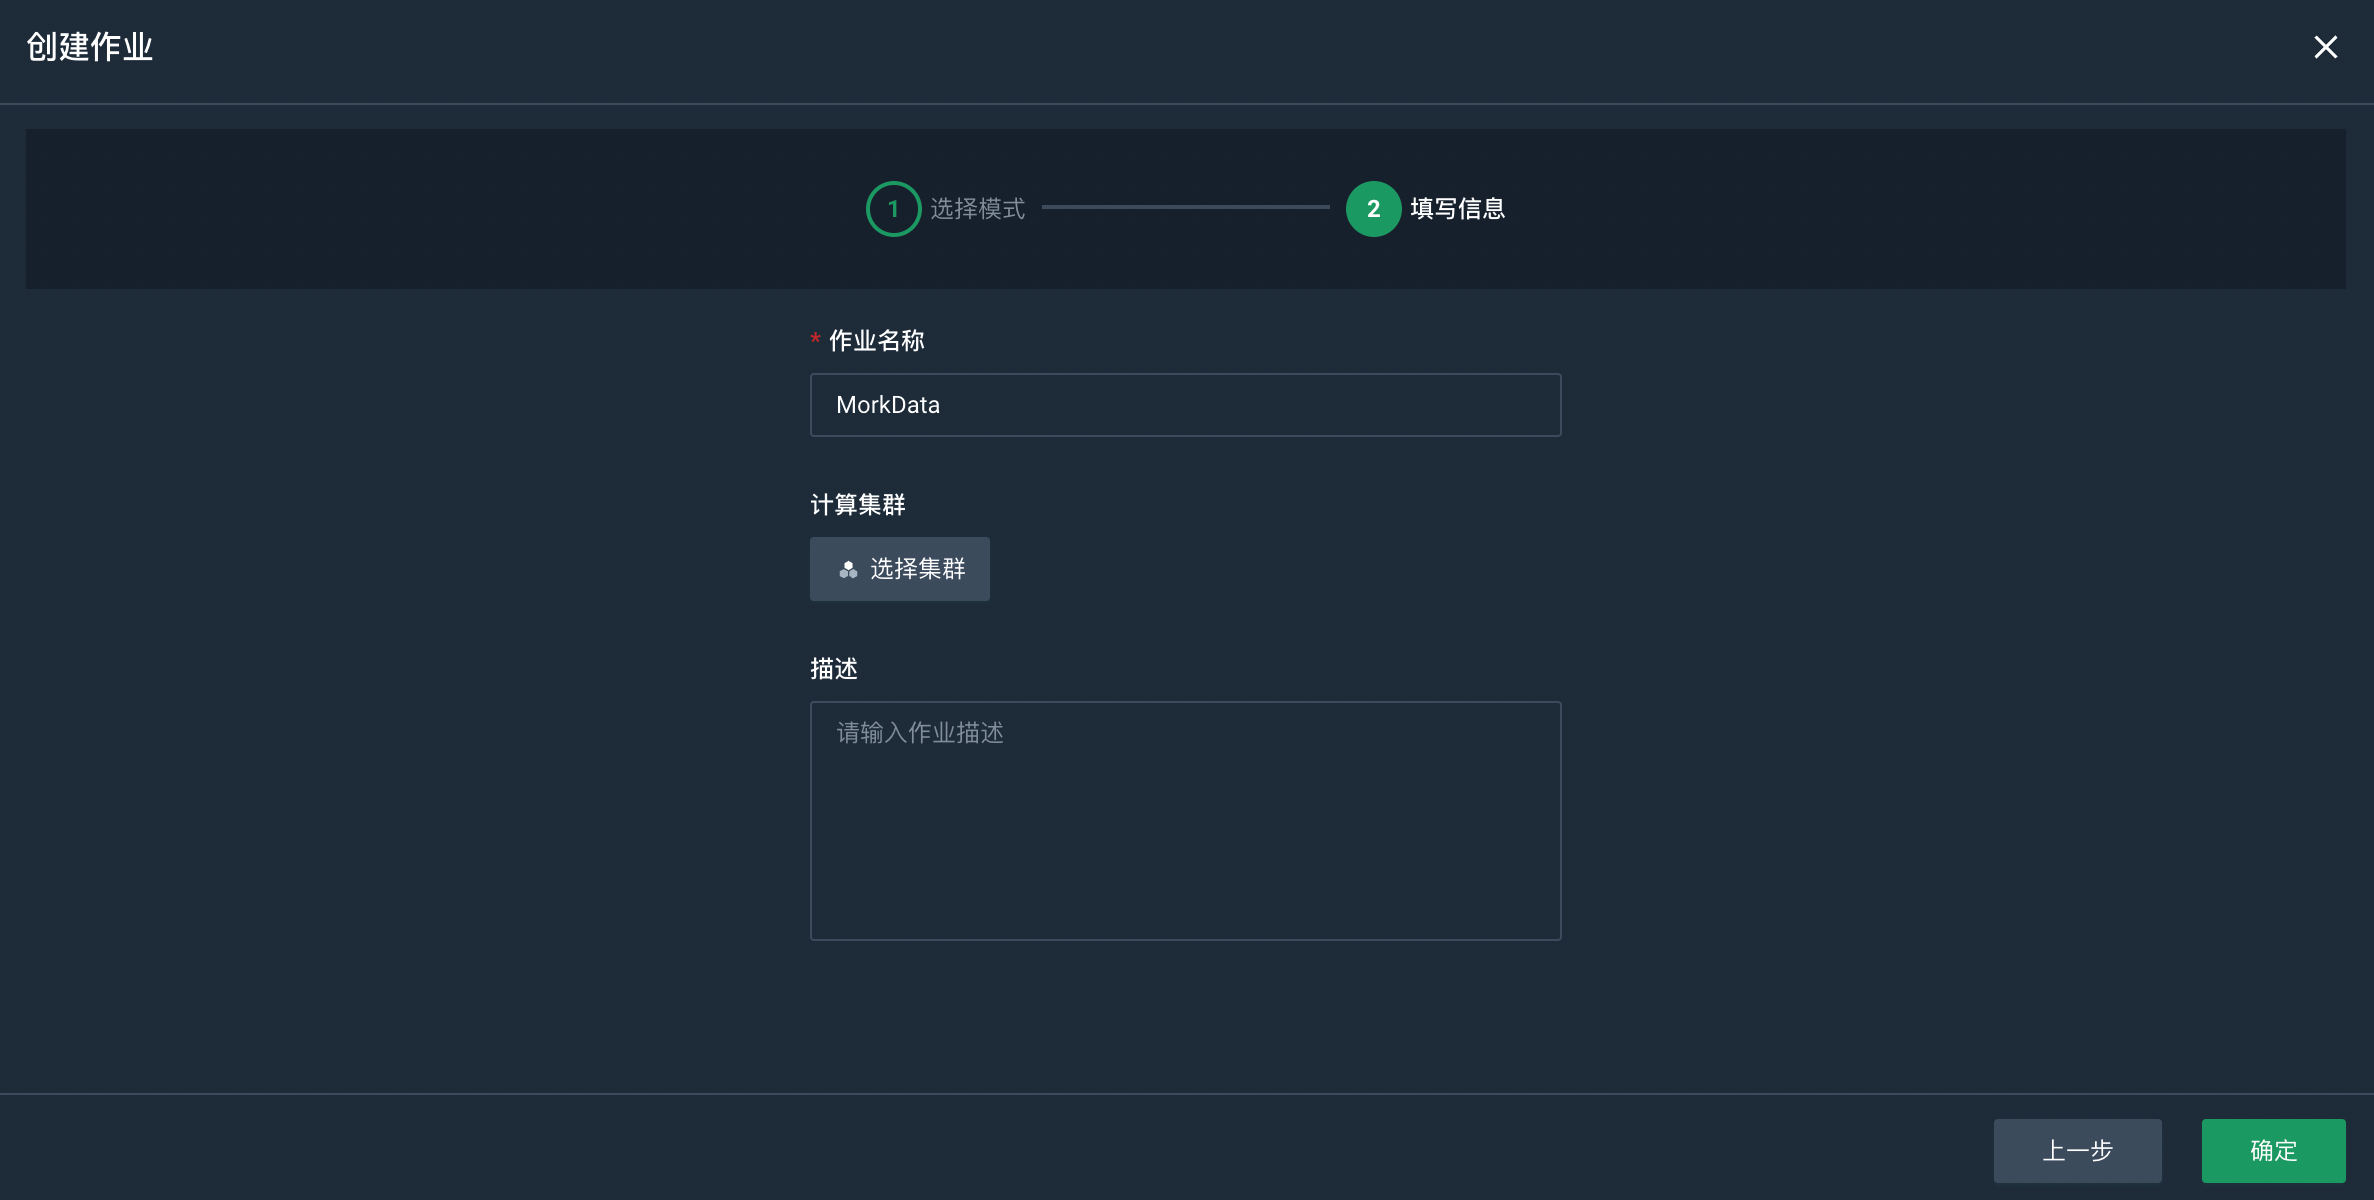 创建作业
1 选择模式 2 填写信息
* 作业名称
MorkData
计算集群
选择集群
描述
请输入作业描述
上一步 确定